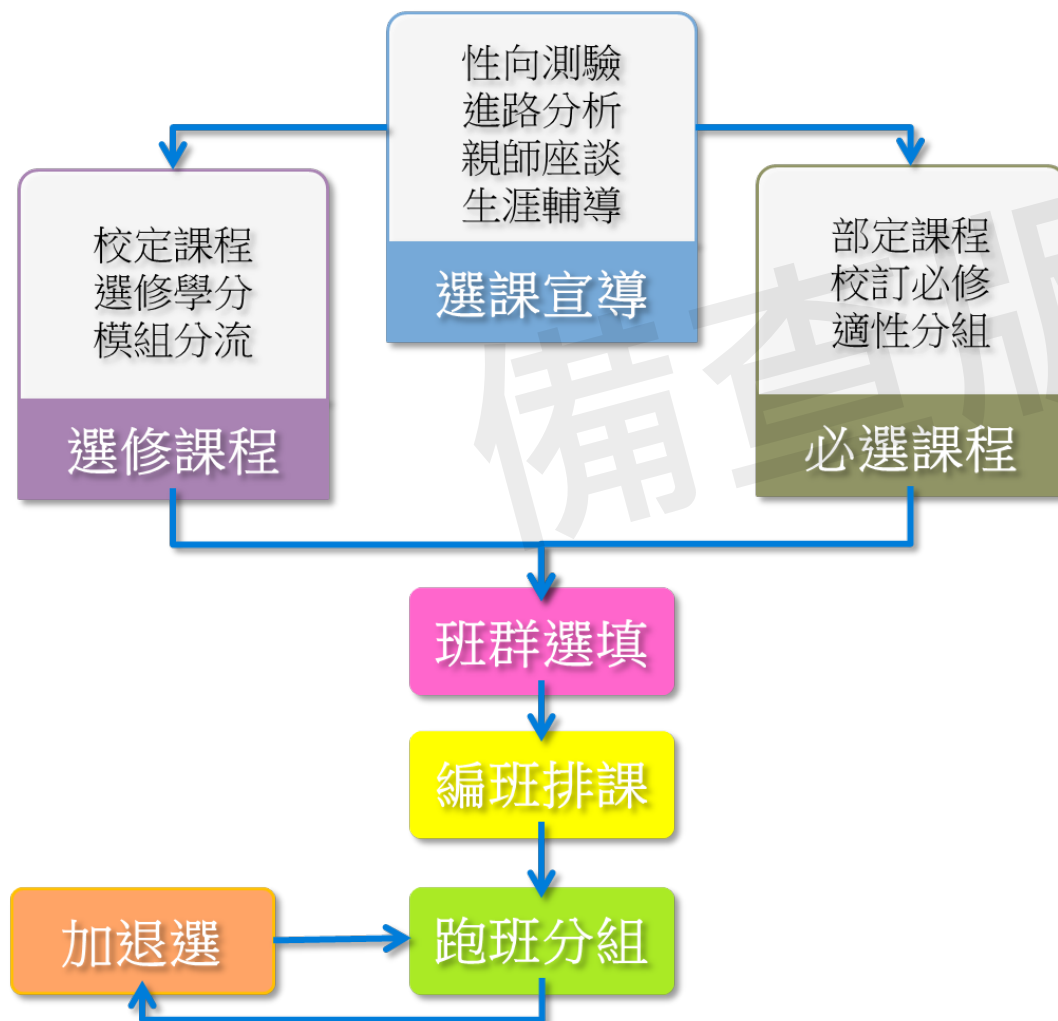 性向測驗
進路分析
親師座談
生涯輔導
選課宣導
校定課程
選修學分
模組分流
選修課程
部定課程
校訂必修
適性分組
必選課程
班群選填
編班排課
加退選
跑班分組
備查版